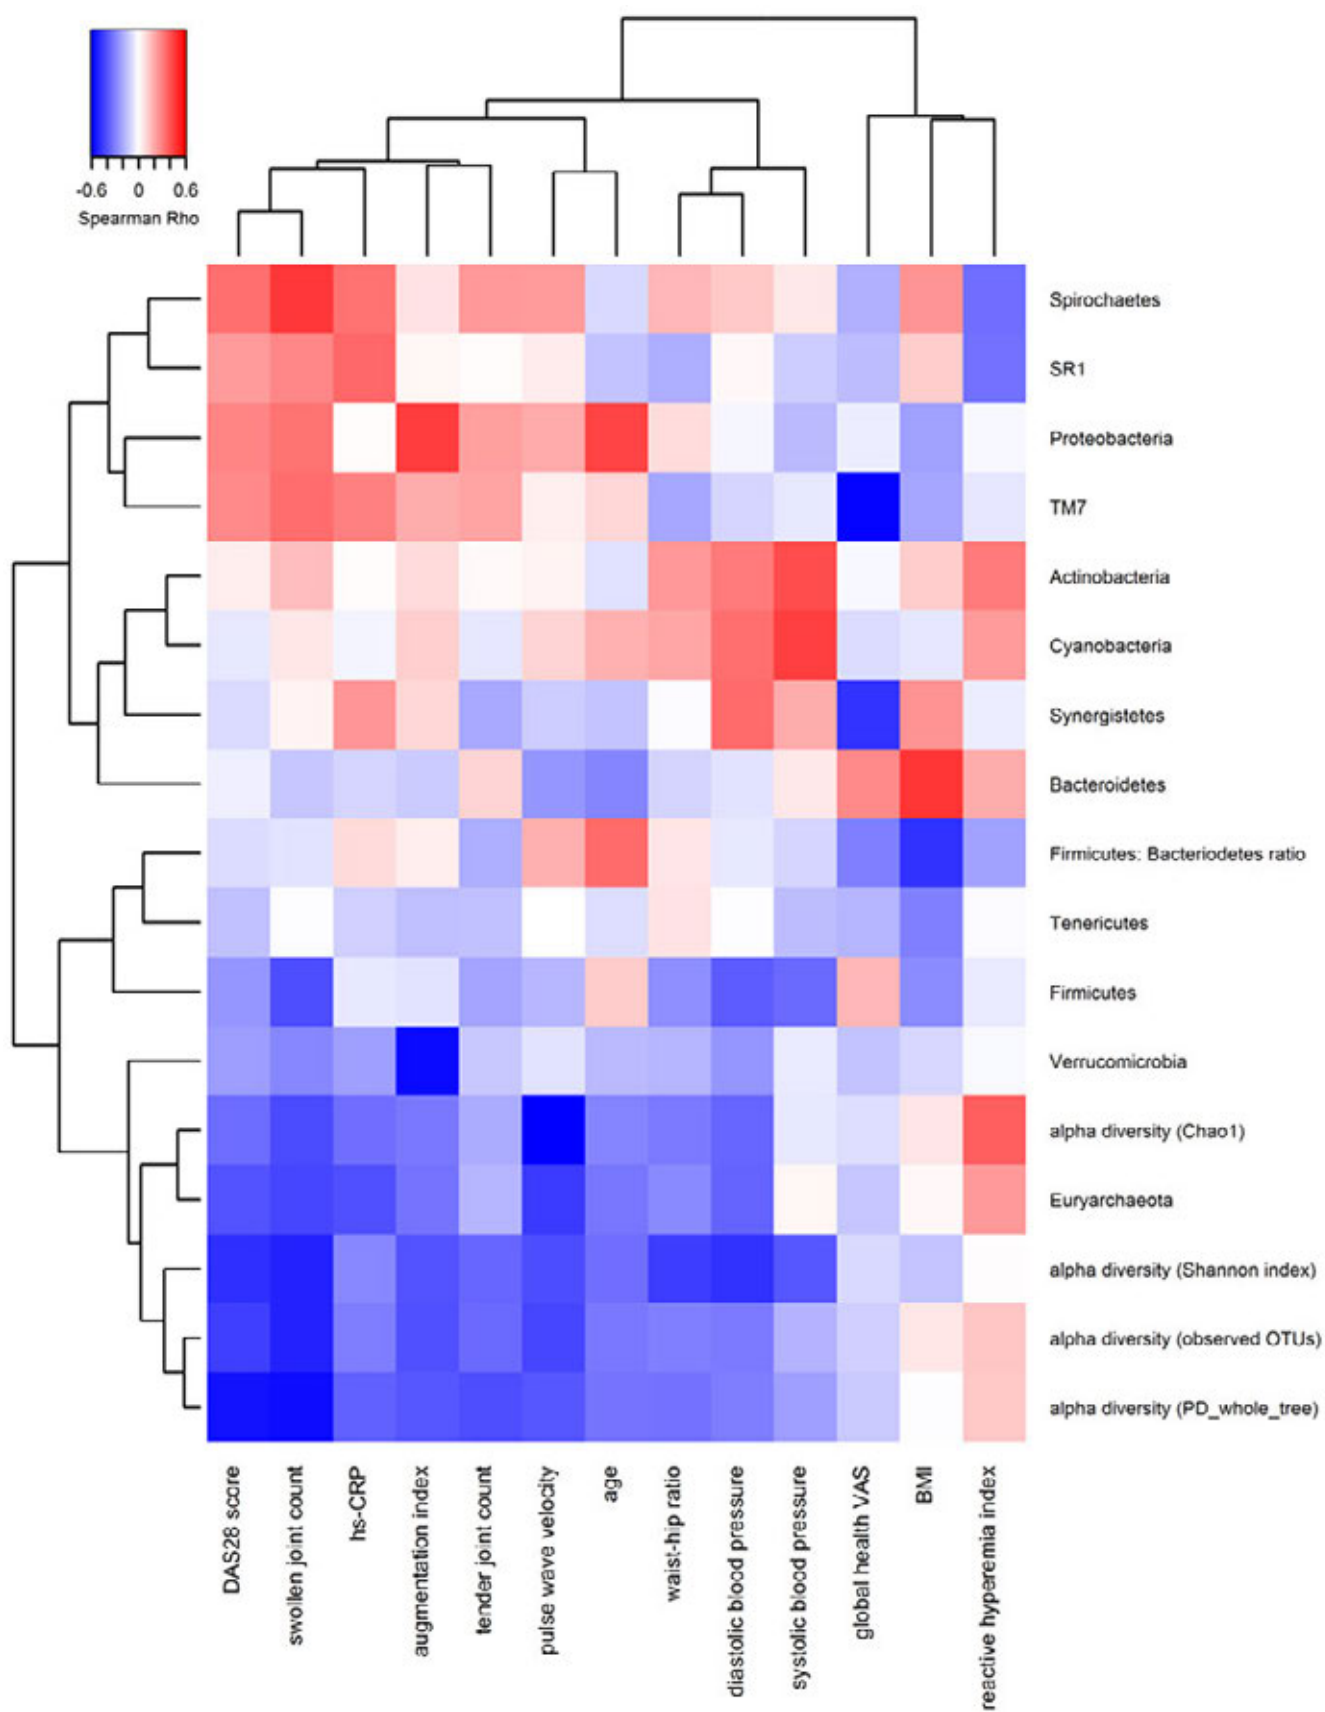 -0.6 0 0.6
Spearman Rho
Spirochaetes
SR1
Proteobacteria
TM7
Actinobacteria
Cyanobacteria
Synergistetes
Bacteroidetes
Firmicutes: Bacteriodetes ratio
Tenericutes
Firmicutes
Verrucomicrobia
alpha diversity (Chao1)
Euryarchaeota
alpha diversity (Shannon index)
alpha diversity (observed OTUs)
alpha diversity (PD_whole_tree)
DAS28 score
swollen joint count
hs-CRP
augmentation index
tender joint count
pulse wave velocity
age
waist-hip ratio
diastolic blood pressure
systolic blood pressure
global health VAS
BMI
reactive hyperemia index